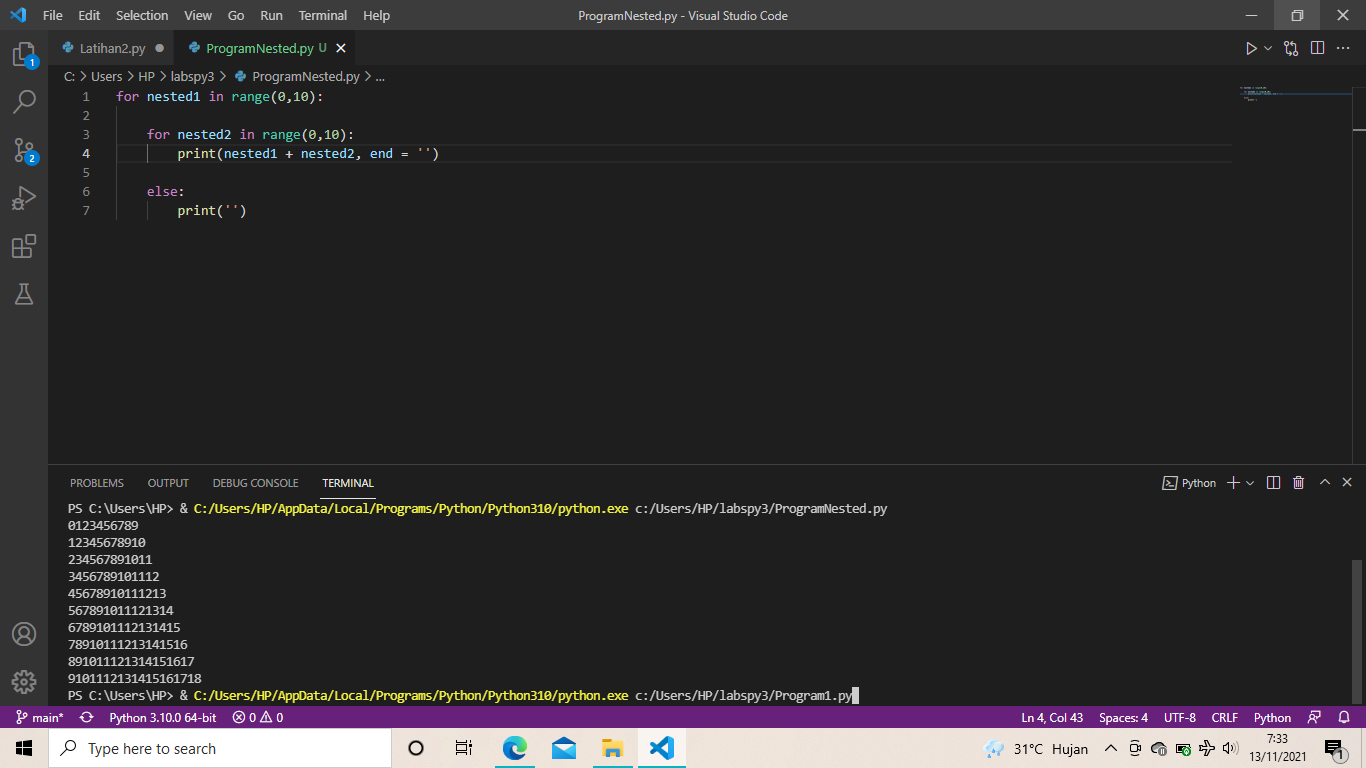 File Edit Selection View Go Run Terminal Help ProgramNested.py - Visual Studio Code
Latihan2.py ProgramNested.py U
C: > Users > HP > labspy3 > ProgramNested.py > ...
1 for nested1 in range(0,10):
2
3 for nested2 in range(0,10):
4 print(nested1 + nested2, end = '')
5
6 else:
7 print('')
1
2
PROBLEMS OUTPUT DEBUG CONSOLE TERMINAL Python
PS C:\Users\HP> & C:/Users/HP/AppData/Local/Programs/Python/Python310/python.exe c:/Users/HP/labspy3/ProgramNested.py
0123456789
12345678910
234567891011
3456789101112
45678910111213
567891011121314
6789101112131415
78910111213141516
891011121314151617
9101112131415161718
PS C:\Users\HP> & C:/Users/HP/AppData/Local/Programs/Python/Python310/python.exe c:/Users/HP/labspy3/Program1.py
main* Python 3.10.0 64-bit 0 0 Ln 4, Col 43 Spaces: 4 UTF-8 CRLF Python
Type here to search 31°C Hujan 7:33
13/11/2021
1